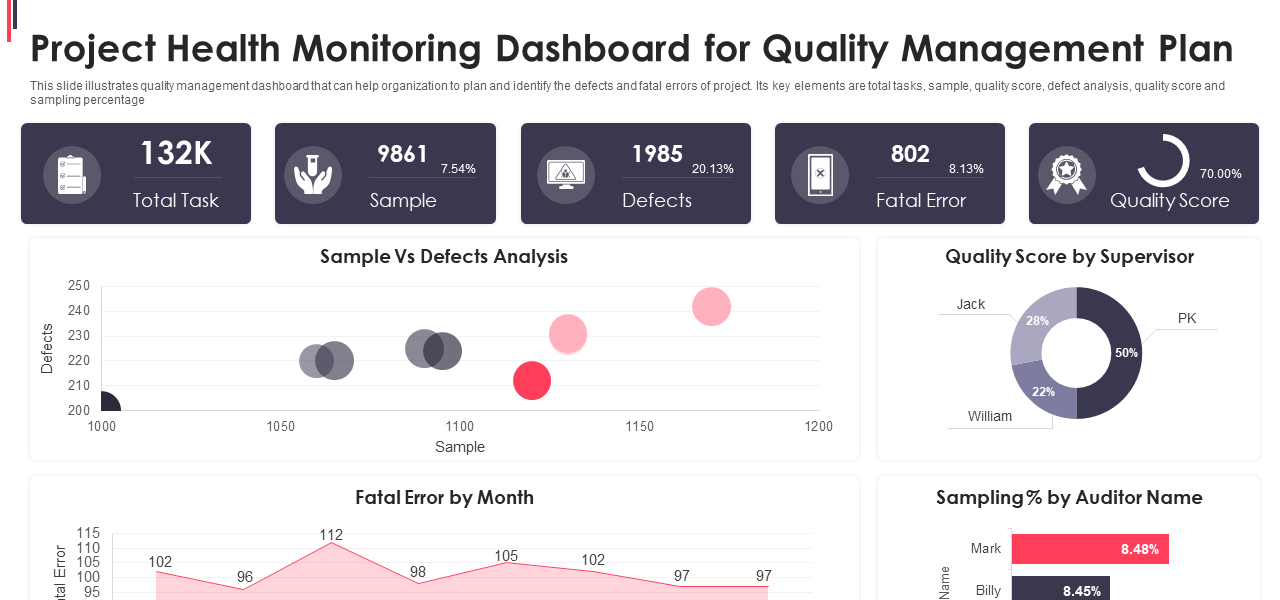 Project Health Monitoring Dashboard for Quality Management Plan
This slide illustrates quality management dashboard that can help organization to plan and identify the defects and fatal errors of project. Its key elements are total tasks, sample, quality score, defect analysis, quality score and
sampling percentage
132K
Total Task
9861
7.54%
Sample
1985
20.13%
Defects
802
8.13%
Fatal Error
70.00%
Quality Score
Sample Vs Defects Analysis
250
240
230
220
210
200
Defects
1000
1050
1100
1150
1200
Sample
Quality Score by Supervisor
Jack
28%
PK
50%
22%
William
Fatal Error by Month
115
110
105
100
95
102
96
112
98
105
102
97
97
Sampling% by Auditor Name
Mark
8.48%
Billy
8.45%
Name